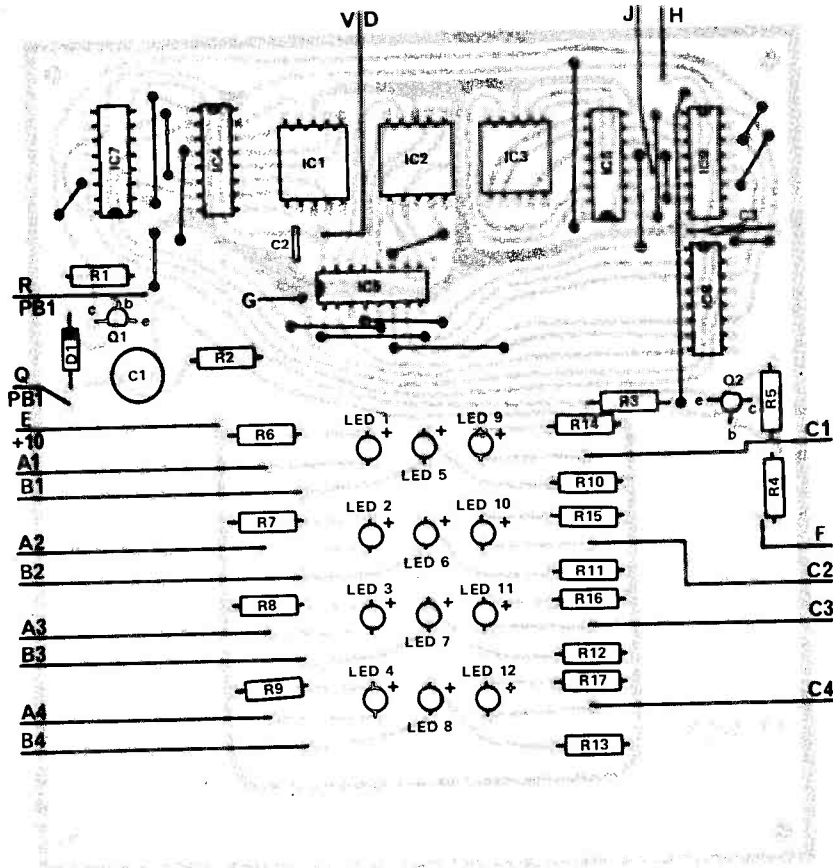 V D J H
IC7 IC4 IC1 IC2 IC3 IC9
C2
R1
R
PB1
c b e
Q1
G
D1
C1
R2
Q
PB1
E
+10
R3
e Q2 c
b
R5
R14
R6
LED 1 + + LED 9 +
LED 5
C1
A1
B1
R10
R4
LED 2 + + LED 10 +
R7
R15
LED 6
F
A2
B2
R11
C2
LED 3 + + LED 11 +
R8
R16
LED 7
C3
A3
B3
R12
LED 4 + + LED 12 +
R9
R17
LED 8
C4
A4
B4
R13